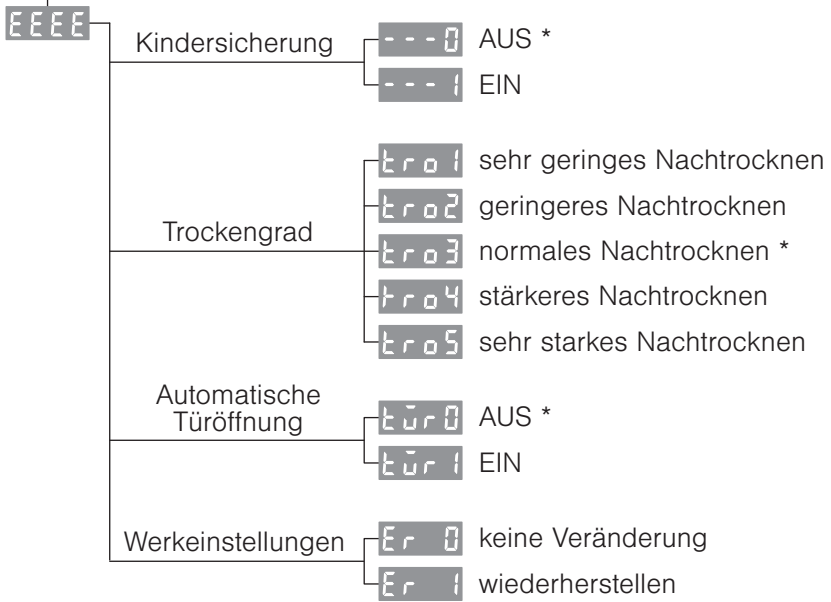 EEEE
Kindersicherung
---0 AUS *
---1 EIN
Trockengrad
tro1 sehr geringes Nachtrocknen
tro2 geringeres Nachtrocknen
tro3 normales Nachtrocknen *
tro4 stärkeres Nachtrocknen
tro5 sehr starkes Nachtrocknen
Automatische
Türöffnung
tür0 AUS *
tür1 EIN
Werkeinstellungen
Er 0 keine Veränderung
Er 1 wiederherstellen